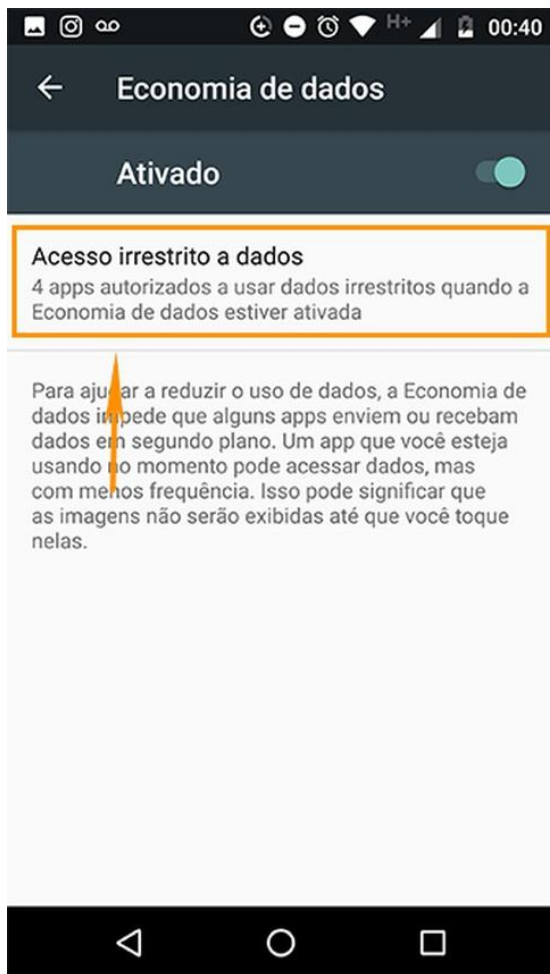 H+ 00:40
Economia de dados
Ativado
Acesso irrestrito a dados
4 apps autorizados a usar dados irrestritos quando a
Economia de dados estiver ativada
Para ajudar a reduzir o uso de dados, a Economia de
dados impede que alguns apps enviem ou recebam
dados em segundo plano. Um app que você esteja
usando no momento pode acessar dados, mas
com menos frequência. Isso pode significar que
as imagens não serão exibidas até que você toque
nelas.